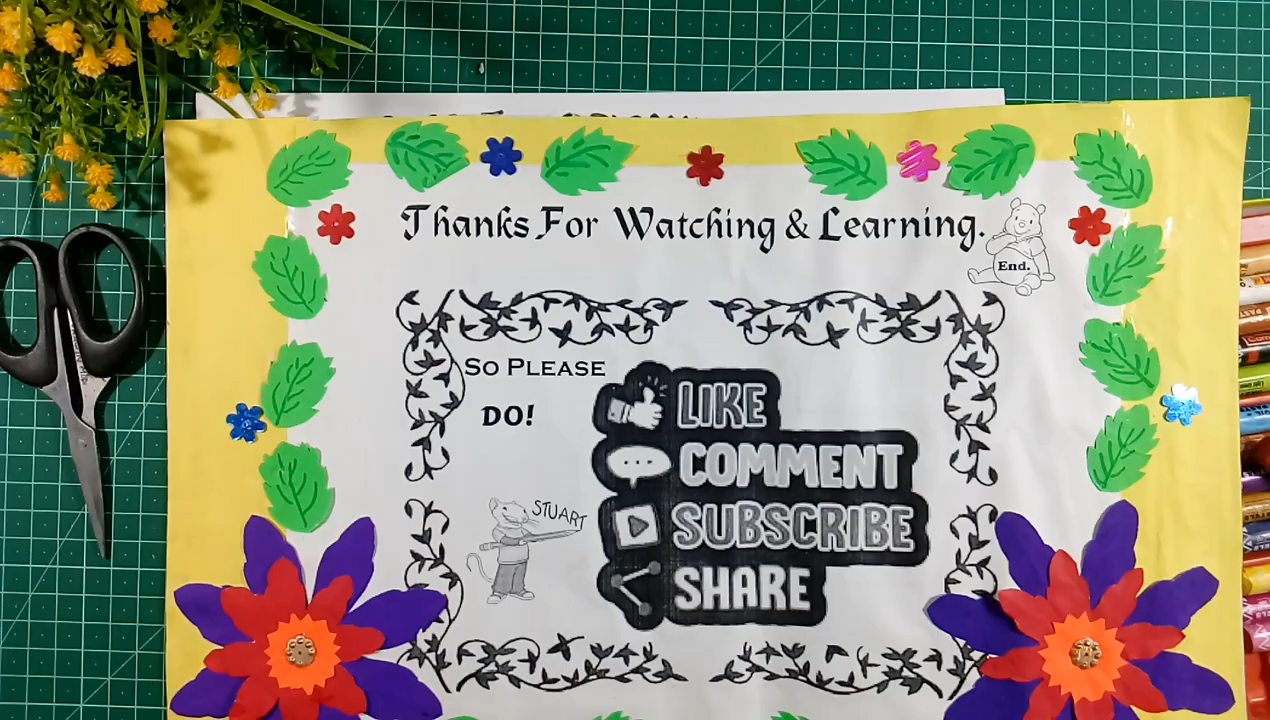 Thanks For Watching & Learning.
End.
So Please
DO!
LIKE
COMMENT
SUBSCRIBE
SHARE
STUART